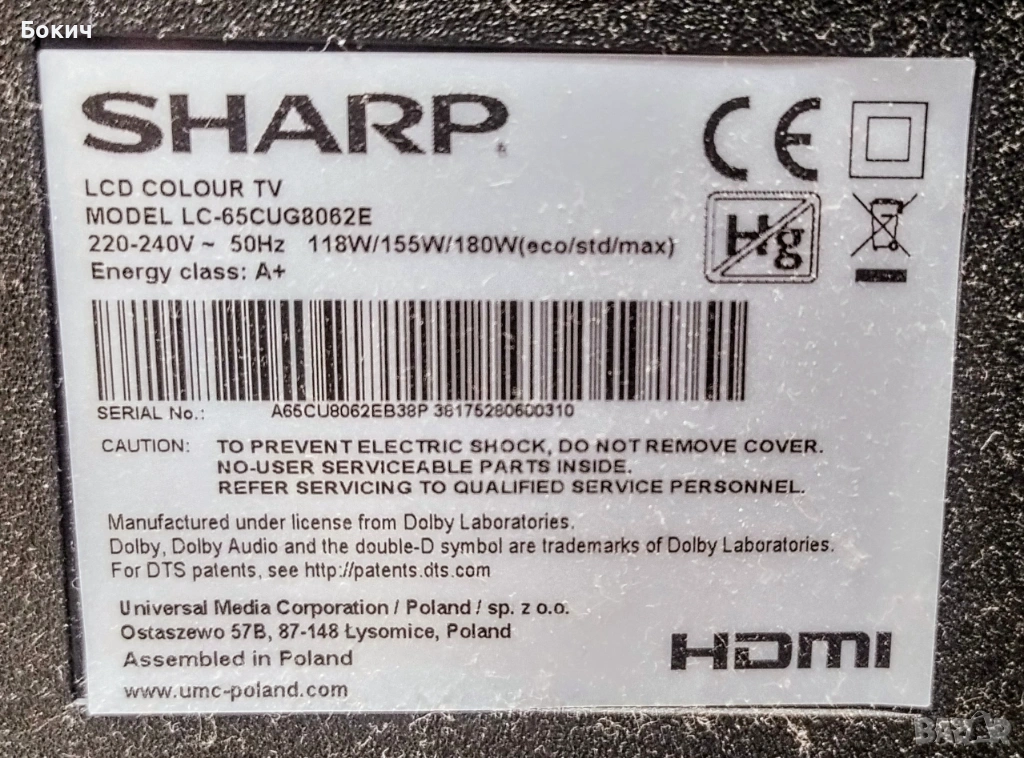 Бокич
SHARP
LCD COLOUR TV
MODEL LC-65CUG8062E
220-240V ~ 50Hz 118W/155W/180W(eco/std/max)
Energy class: A+
CE
Hg
SERIAL No.: A65CU8062EB38P 36175280600310
CAUTION: TO PREVENT ELECTRIC SHOCK, DO NOT REMOVE COVER.
NO-USER SERVICEABLE PARTS INSIDE.
REFER SERVICING TO QUALIFIED SERVICE PERSONNEL.
Manufactured under license from Dolby Laboratories.
Dolby, Dolby Audio and the double-D symbol are trademarks of Dolby Laboratories.
For DTS patents, see http://patents.dts.com
Universal Media Corporation / Poland / sp. z o.o.
Ostaszewo 57B, 87-148 Łysomice, Poland
Assembled in Poland
www.umc-poland.com
HDMI